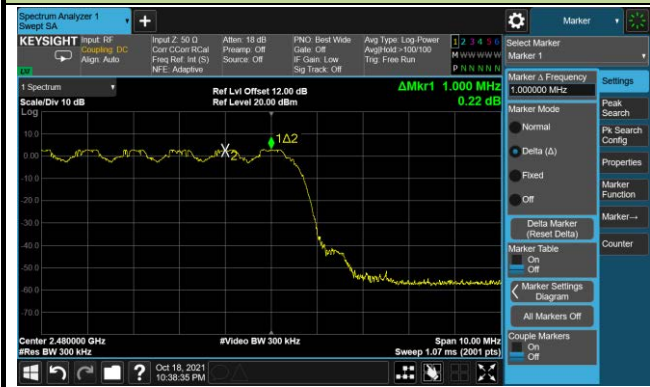 Spectrum Analyzer 1
Swept SA
Marker
KEYSIGHT
Input: RF
Coupling: DC
Align: Auto
Input Z: 50 Ω
Corr CCorr RCal
Freq Ref: Int (S)
NFE: Adaptive
Atten: 18 dB
Preamp: Off
Source: Off
PNO: Best Wide
Gate: Off
IF Gain: Low
Sig Track: Off
Avg Type: Log-Power
Avg|Hold:>100/100
Trig: Free Run
1 2 3 4 5 6
M W W W W W
P N N N N N
LXI
Select Marker
Marker 1
1 Spectrum
Scale/Div 10 dB
Log
Ref Lvl Offset 12.00 dB
Ref Level 20.00 dBm
ΔMkr1 1.000 MHz
0.22 dB
10.0
0.00
-10.0
-20.0
-30.0
-40.0
-50.0
-60.0
-70.0
X2
1Δ2
Center 2.480000 GHz
#Res BW 300 kHz
#Video BW 300 kHz
Span 10.00 MHz
Sweep 1.07 ms (2001 pts)
Oct 18, 2021
10:38:35 PM
Marker Δ Frequency
1.000000 MHz
Marker Mode
Normal
Delta (Δ)
Fixed
Off
Delta Marker
(Reset Delta)
Marker Table
On
Off
Marker Settings
Diagram
All Markers Off
Couple Markers
On
Off
Settings
Peak
Search
Pk Search
Config
Properties
Marker
Function
Marker→
Counter